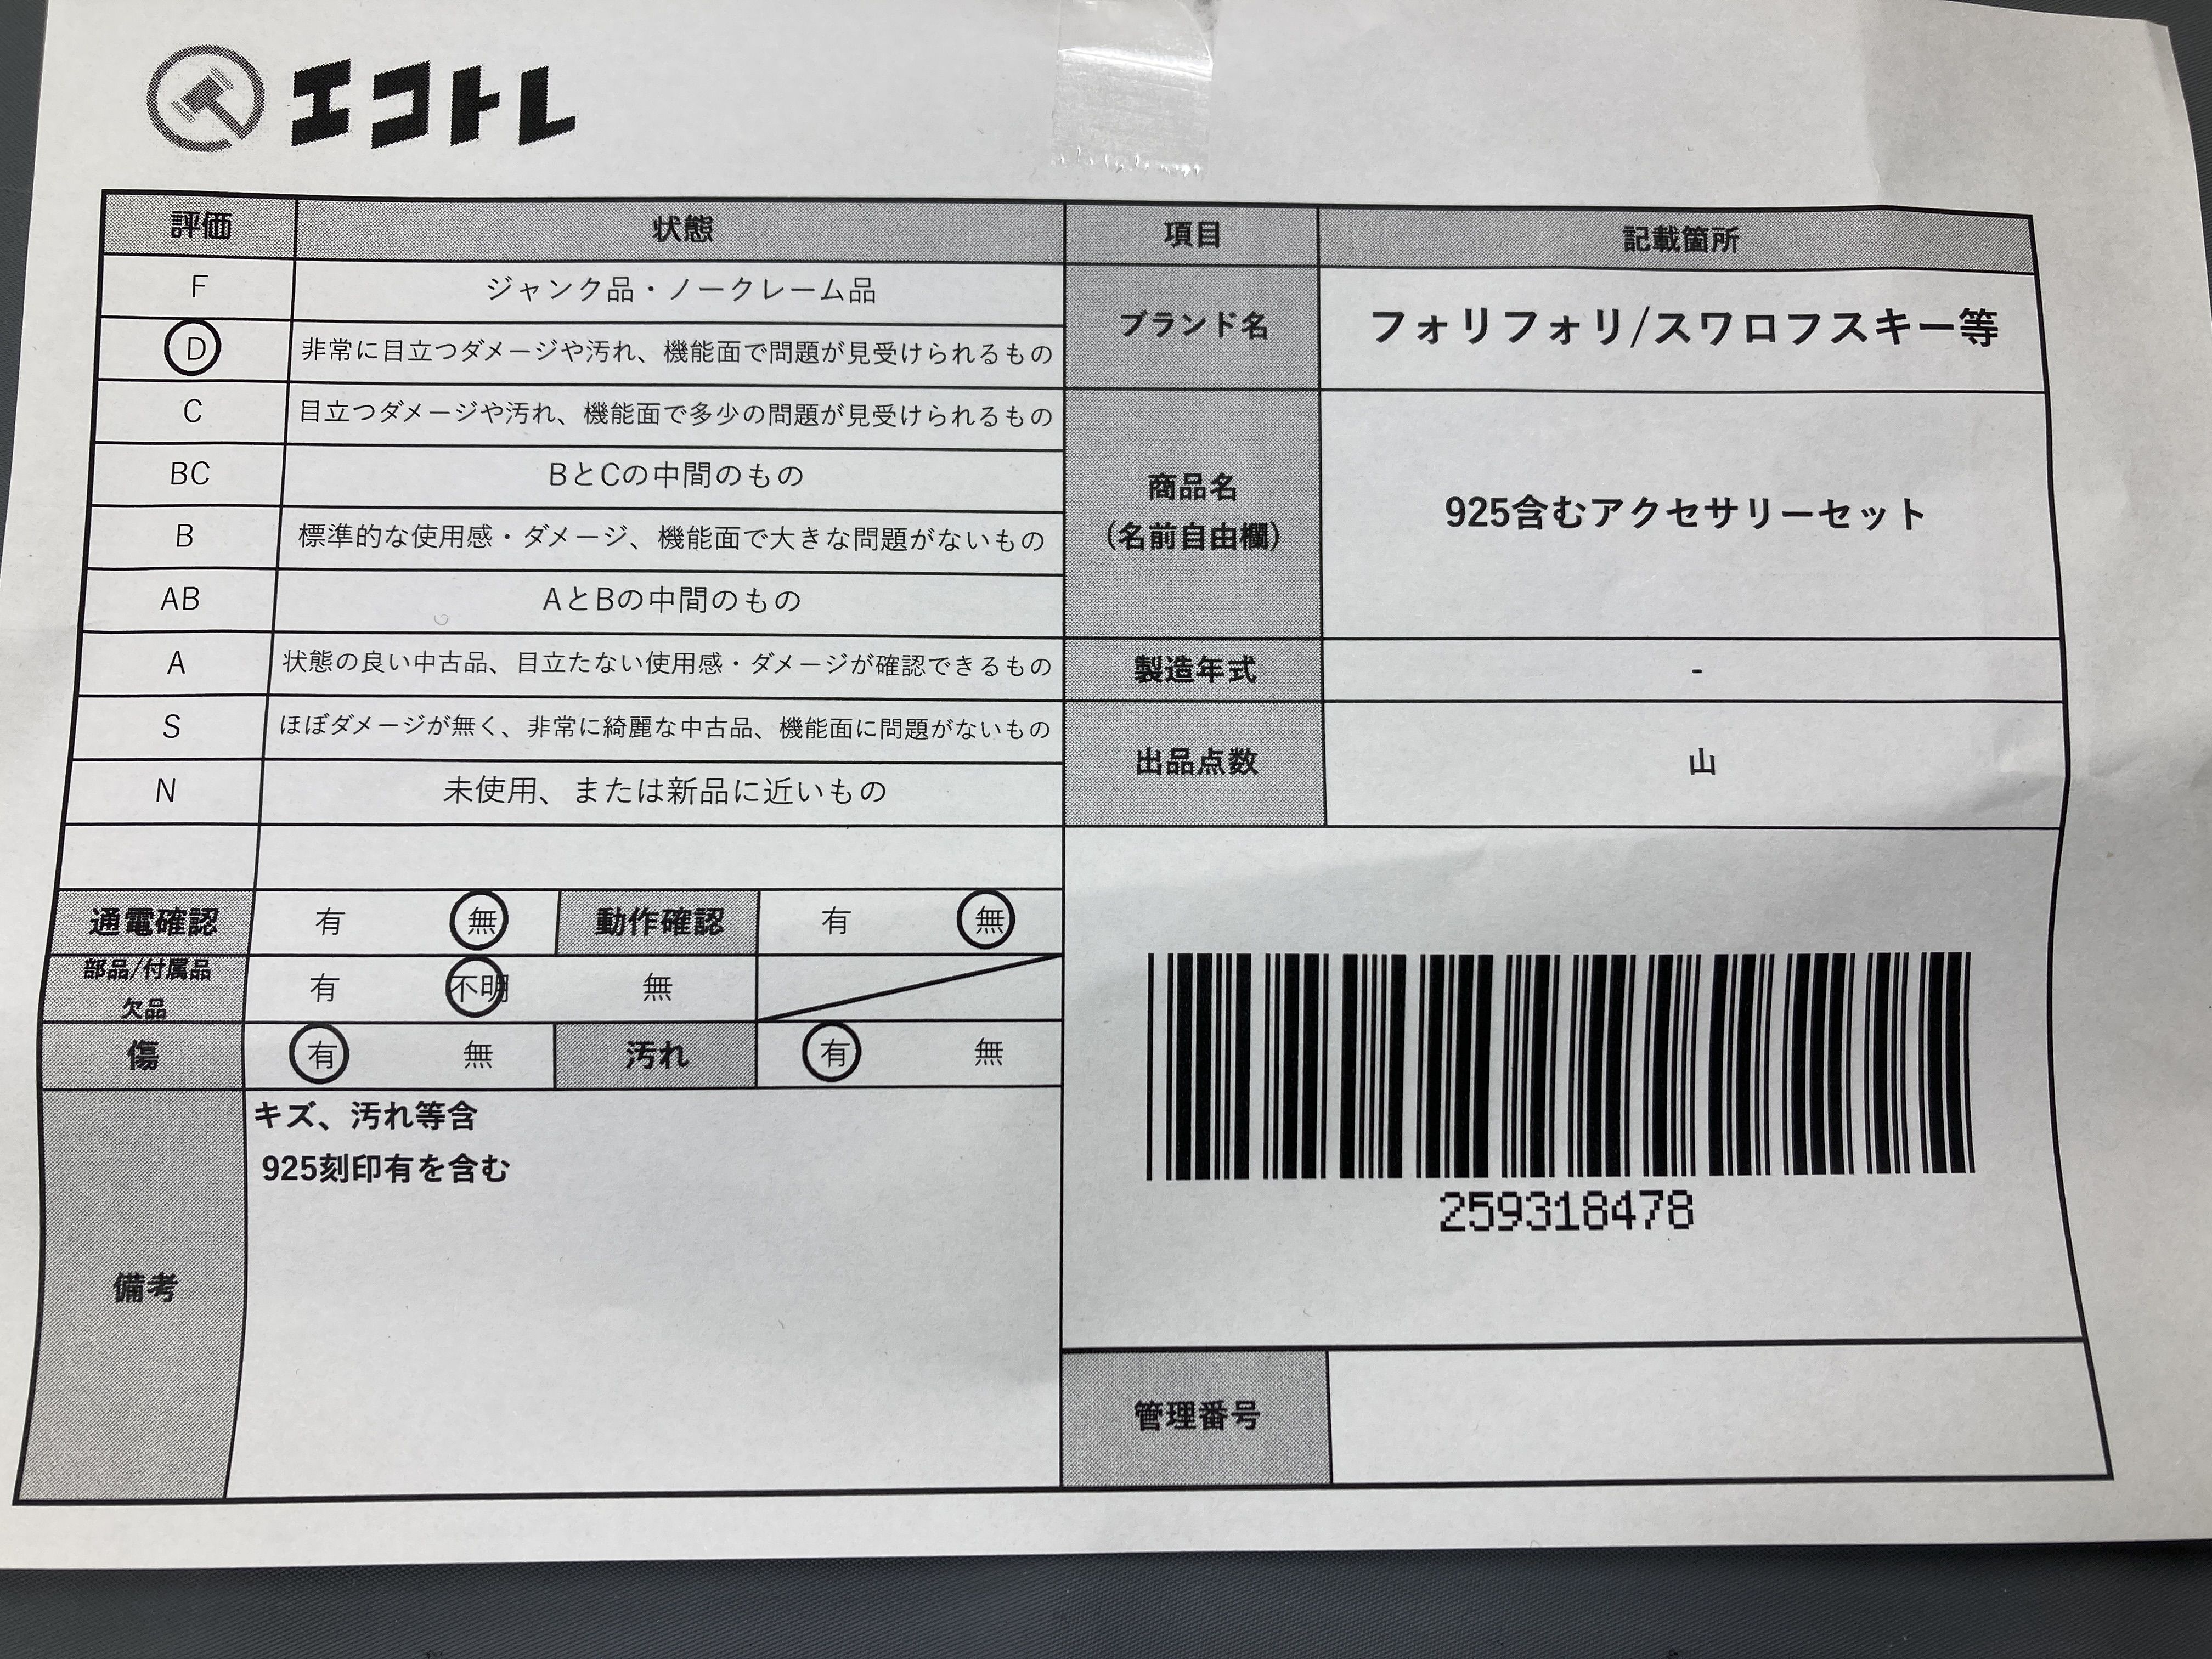 エコトレ
評価 状態 項目 記載箇所
F ジャンク品・ノークレーム品
D 非常に目立つダメージや汚れ、機能面で問題が見受けられるもの
ブランド名 フォリフォリ/スワロフスキー等
C 目立つダメージや汚れ、機能面で多少の問題が見受けられるもの
BC BとCの中間のもの
商品名
(名前自由欄)
925含むアクセサリーセット
B 標準的な使用感・ダメージ、機能面で大きな問題がないもの
AB AとBの中間のもの
A 状態の良い中古品、目立たない使用感・ダメージが確認できるもの
製造年式 -
S ほぼダメージが無く、非常に綺麗な中古品、機能面に問題がないもの
出品点数 山
N 未使用、または新品に近いもの
通電確認 有 無 動作確認 有 無
部品/付属品
欠品
有 不明 無
傷 有 無 汚れ 有 無
備考
キズ、汚れ等含
925刻印有を含む
259318478
管理番号